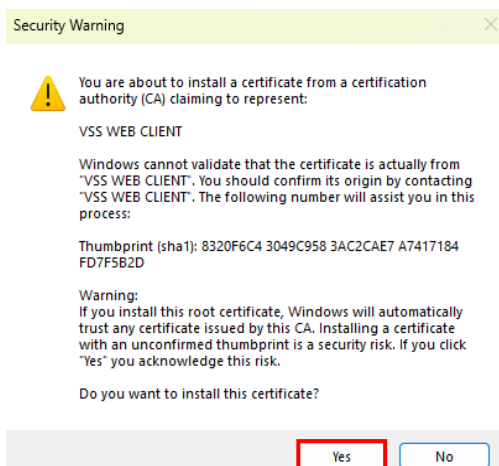 Security Warning
You are about to install a certificate from a certification
authority (CA) claiming to represent:
VSS WEB CLIENT
Windows cannot validate that the certificate is actually from
"VSS WEB CLIENT". You should confirm its origin by contacting
"VSS WEB CLIENT". The following number will assist you in this
process:
Thumbprint (sha1): 8320F6C4 3049C958 3AC2CAE7 A7417184
FD7F5B2D
Warning:
If you install this root certificate, Windows will automatically
trust any certificate issued by this CA. Installing a certificate
with an unconfirmed thumbprint is a security risk. If you click
"Yes" you acknowledge this risk.
Do you want to install this certificate?
Yes No